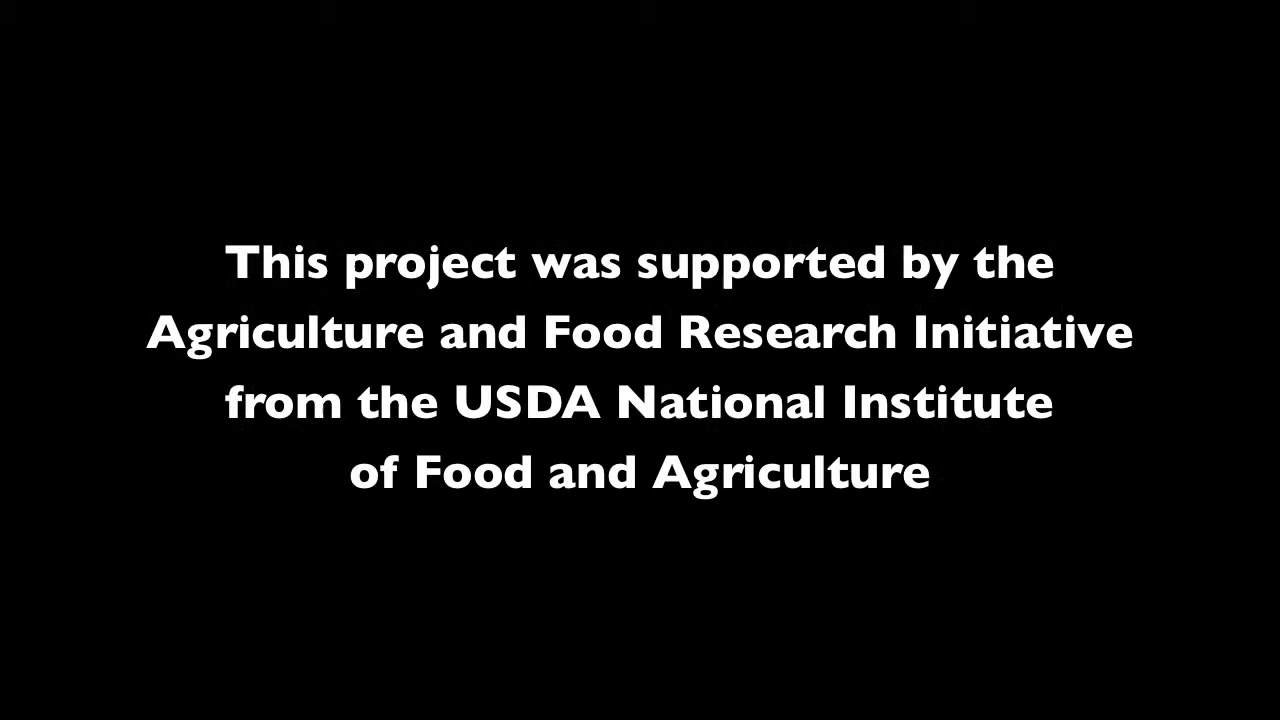 This project was supported by the
Agriculture and Food Research Initiative
from the USDA National Institute
of Food and Agriculture